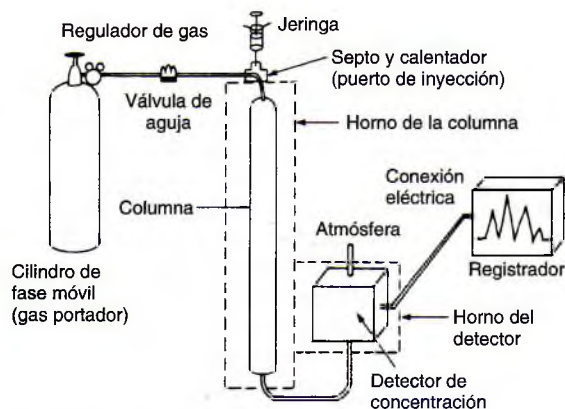 Regulador de gas
Jeringa
Septo y calentador
(puerto de inyección)
Válvula de
aguja
Horno de la columna
Conexión
eléctrica
Columna
Atmósfera
Registrador
Cilindro de
fase móvil
(gas portador)
Horno del
detector
Detector de
concentración